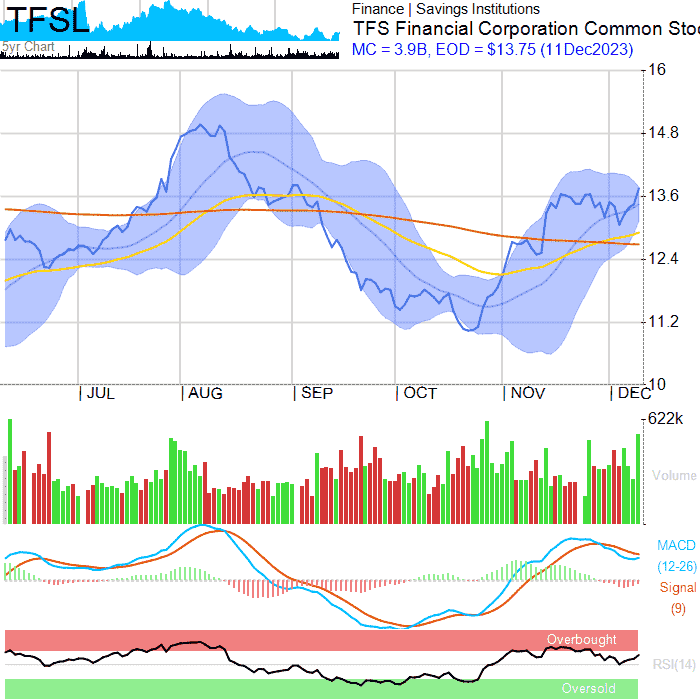 TFSL
5yr Chart
Finance | Savings Institutions
TFS Financial Corporation Common Stoc
MC = 3.9B, EOD = $13.75 (11Dec2023)
16
14.8
13.6
12.4
11.2
10
| JUL | AUG | SEP | OCT | NOV | DEC
622k
Volume
MACD
(12-26)
Signal
(9)
Overbought
RSI(14)
Oversold